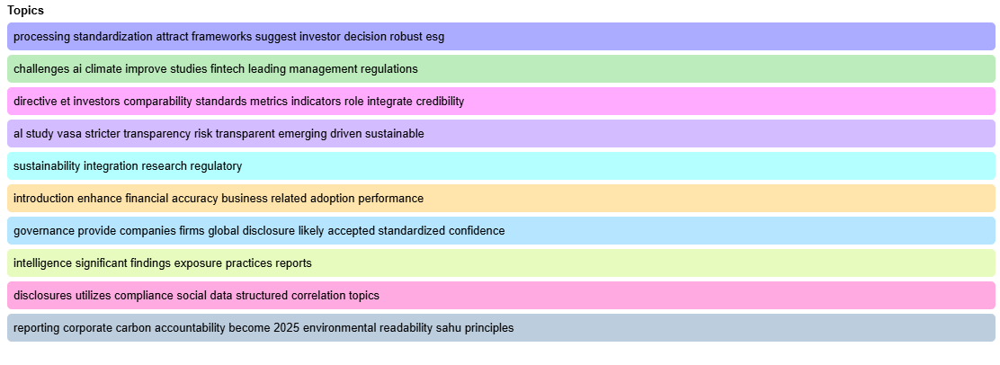 Topics
processing standardization attract frameworks suggest investor decision robust esg
challenges ai climate improve studies fintech leading management regulations
directive et investors comparability standards metrics indicators role integrate credibility
al study vasa stricter transparency risk transparent emerging driven sustainable
sustainability integration research regulatory
introduction enhance financial accuracy business related adoption performance
governance provide companies firms global disclosure likely accepted standardized confidence
intelligence significant findings exposure practices reports
disclosures utilizes compliance social data structured correlation topics
reporting corporate carbon accountability become 2025 environmental readability sahu principles